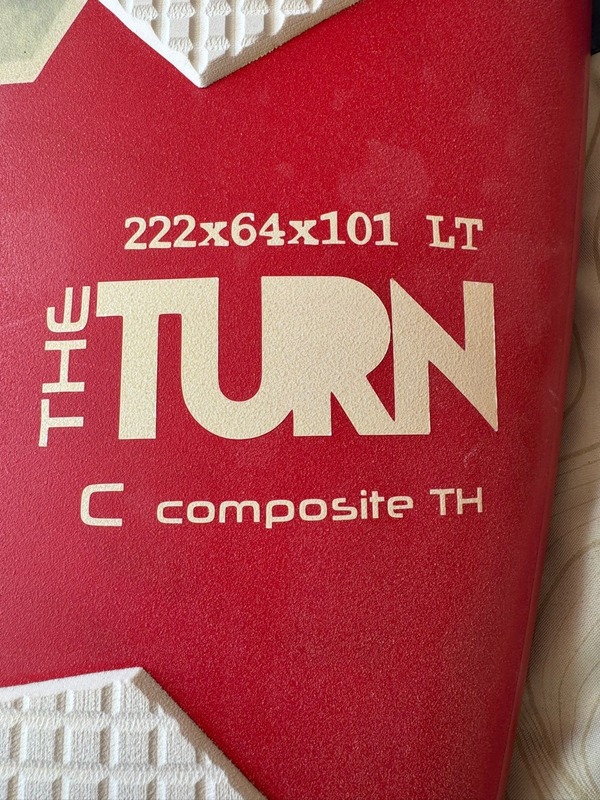 222x64x101 LT
THE TURN
C composite TH